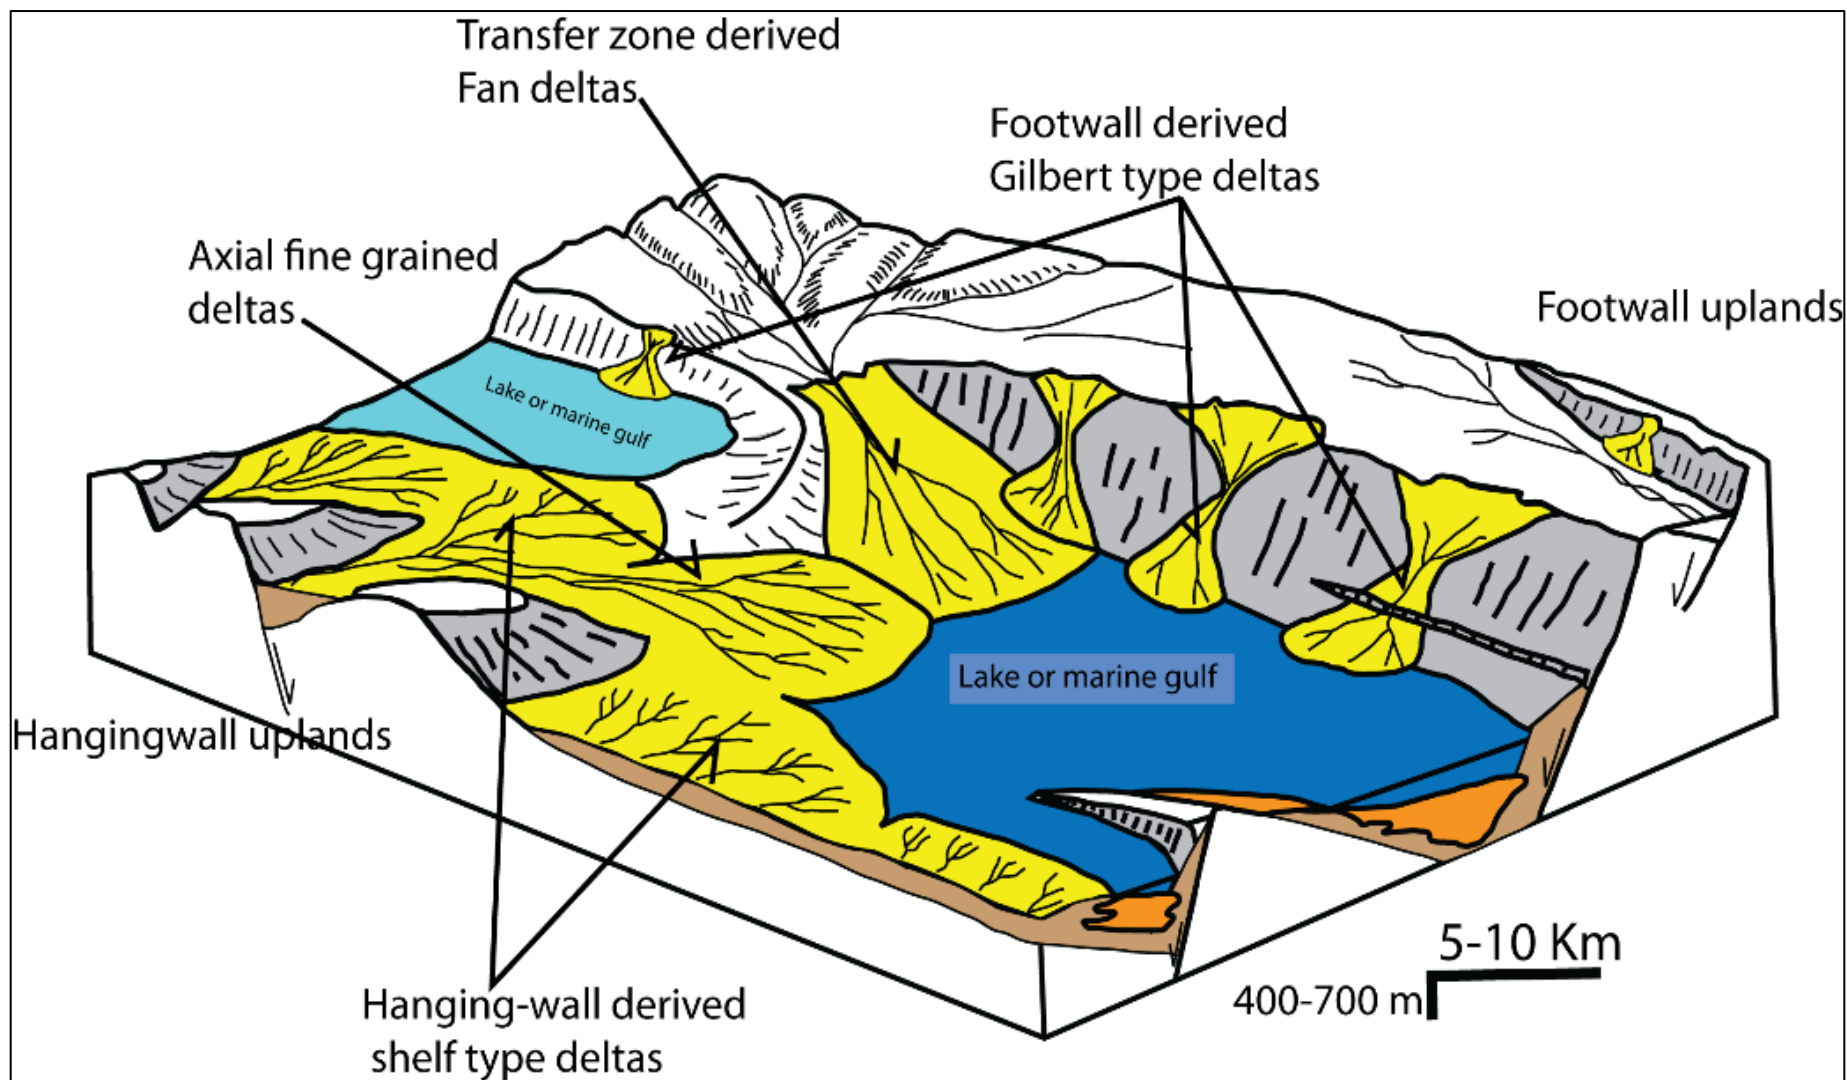 Transfer zone derived
Fan deltas
Footwall derived
Gilbert type deltas
Axial fine grained
deltas
Footwall uplands
Lake or marine gulf
Lake or marine gulf
Hangingwall uplands
5-10 Km
400-700 m
Hanging-wall derived
shelf type deltas